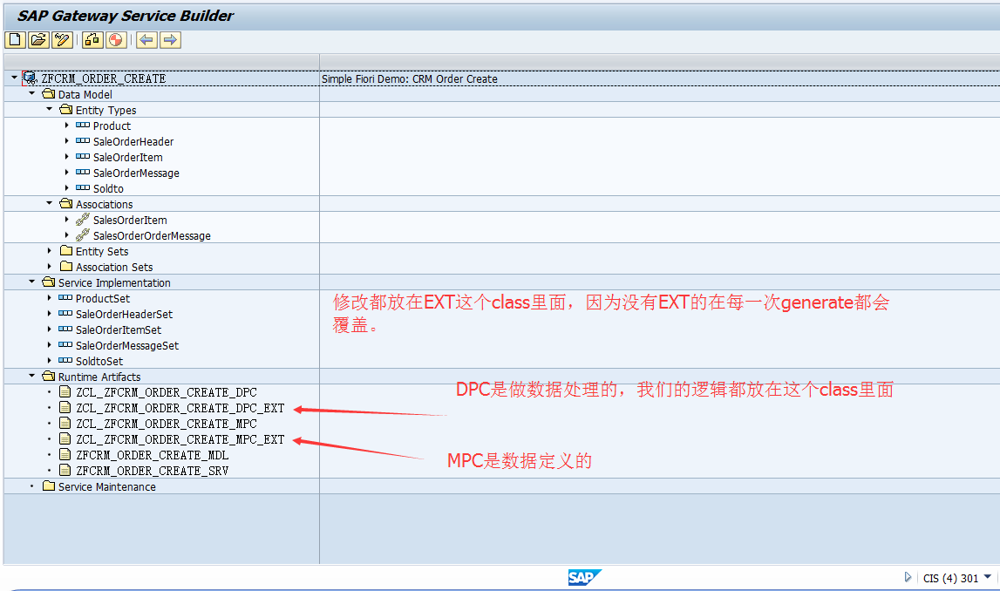 SAP Gateway Service Builder
ZFCRM_ORDER_CREATE
Simple Fiori Demo: CRM Order Create
Data Model
Entity Types
Product
SaleOrderHeader
SaleOrderItem
SaleOrderMessage
Soldto
Associations
SalesOrderItem
SalesOrderOrderMessage
Entity Sets
Association Sets
Service Implementation
ProductSet
SaleOrderHeaderSet
SaleOrderItemSet
SaleOrderMessageSet
SoldtoSet
修改都放在EXT这个class里面，因为没有EXT的在每一次generate都会
覆盖。
Runtime Artifacts
ZCL_ZFCRM_ORDER_CREATE_DPC
ZCL_ZFCRM_ORDER_CREATE_DPC_EXT
ZCL_ZFCRM_ORDER_CREATE_MPC
ZCL_ZFCRM_ORDER_CREATE_MPC_EXT
ZFCRM_ORDER_CREATE_MDL
ZFCRM_ORDER_CREATE_SRV
DPC是做数据处理的，我们的逻辑都放在这个class里面
MPC是数据定义的
Service Maintenance
SAP
CIS (4) 301